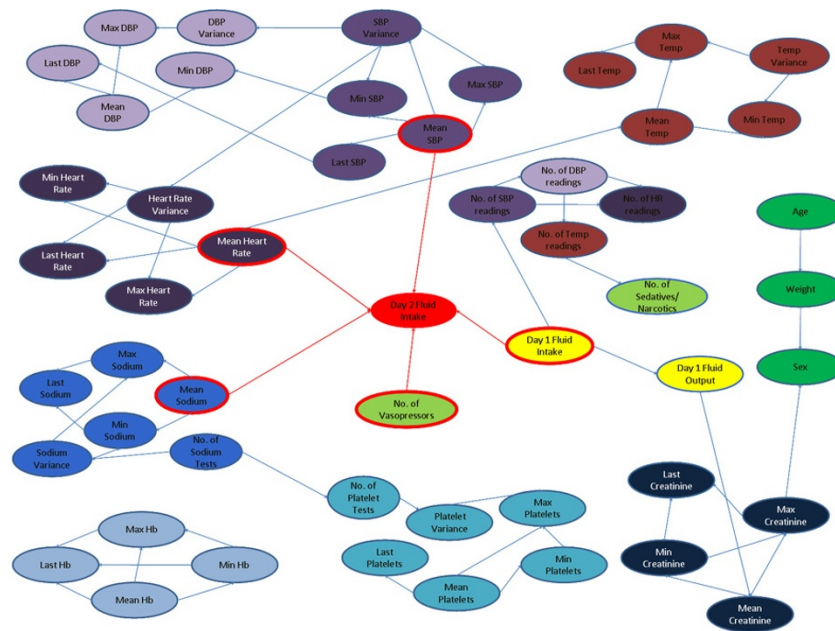 Max DBP
DBP
Variance
SBP
Variance
Last DBP
Min DBP
Mean
DBP
Max SBP
Min SBP
Mean
SBP
Last SBP
Max
Temp
Temp
Variance
Last Temp
Mean
Temp
Min Temp
Min Heart
Rate
Heart Rate
Variance
Last Heart
Rate
Mean Heart
Rate
Max Heart
Rate
No. of DBP
readings
No. of SBP
readings
No. of HR
readings
No. of Temp
readings
No. of
Sedatives/
Narcotics
Age
Weight
Sex
Day 2 Fluid
Intake
Day 1 Fluid
Intake
Day 1 Fluid
Output
No. of
Vasopressors
Max
Sodium
Last
Sodium
Mean
Sodium
Min
Sodium
Sodium
Variance
No. of
Sodium
Tests
No. of
Platelet
Tests
Platelet
Variance
Max
Platelets
Last
Platelets
Min
Platelets
Mean
Platelets
Max Hb
Last Hb
Min Hb
Mean Hb
Last
Creatinine
Max
Creatinine
Min
Creatinine
Mean
Creatinine